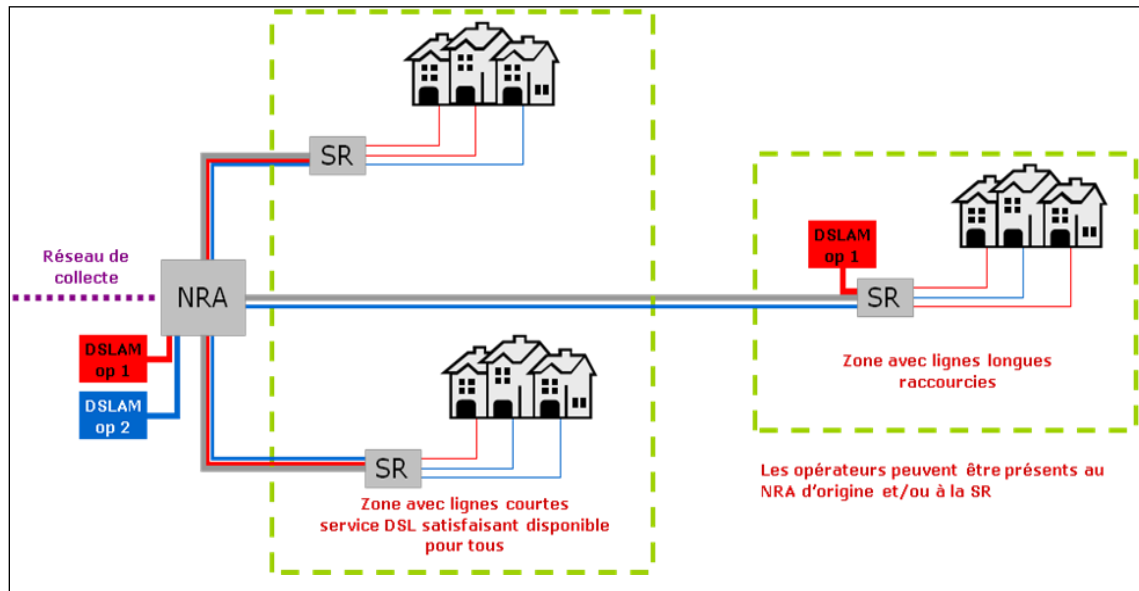 SR
DSLAM
op 1
Réseau de
collecte
NRA
SR
DSLAM
op 1
Zone avec lignes longues
raccourcies
DSLAM
op 2
SR
Les opérateurs peuvent être présents au
NRA d'origine et/ou à la SR
Zone avec lignes courtes
service DSL satisfaisant disponible
pour tous